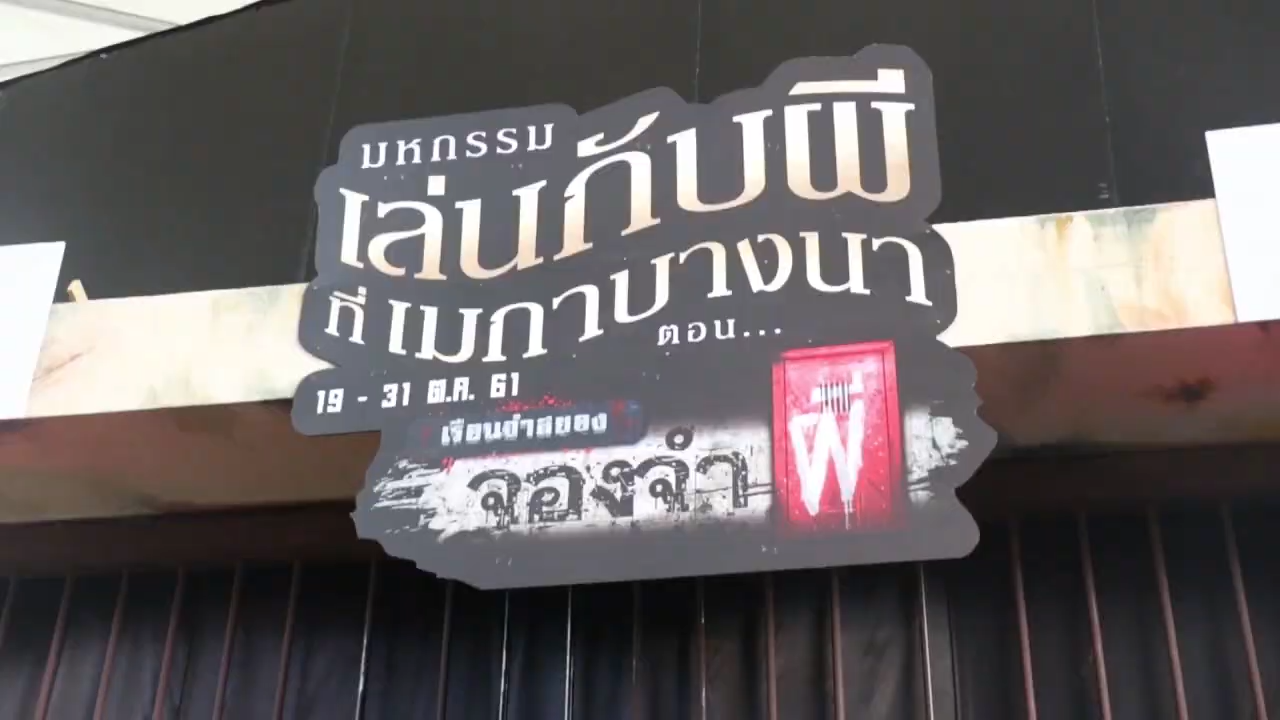 มหกรรม
เล่นกับผี
ที่ เมกาบางนา
ตอน...
19 - 31 ต.ค. 61
เรือนจำสยอง
จองจำ ผี